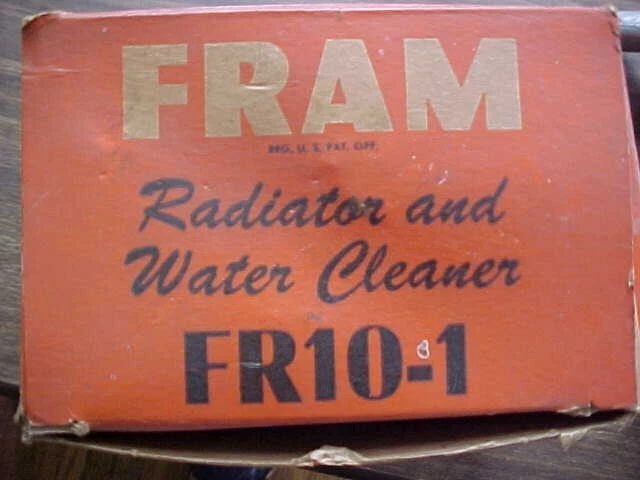 FRAM
REG. U. S. PAT. OFF.
Radiator and
Water Cleaner
FR10-1